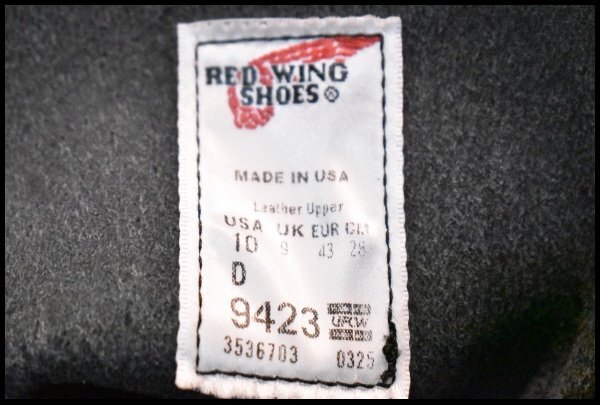 RED WING
SHOES®
MADE IN USA
Leather Upper
USA UK EUR CM
10 9 43 28
D
9423 URW
3536703 0325